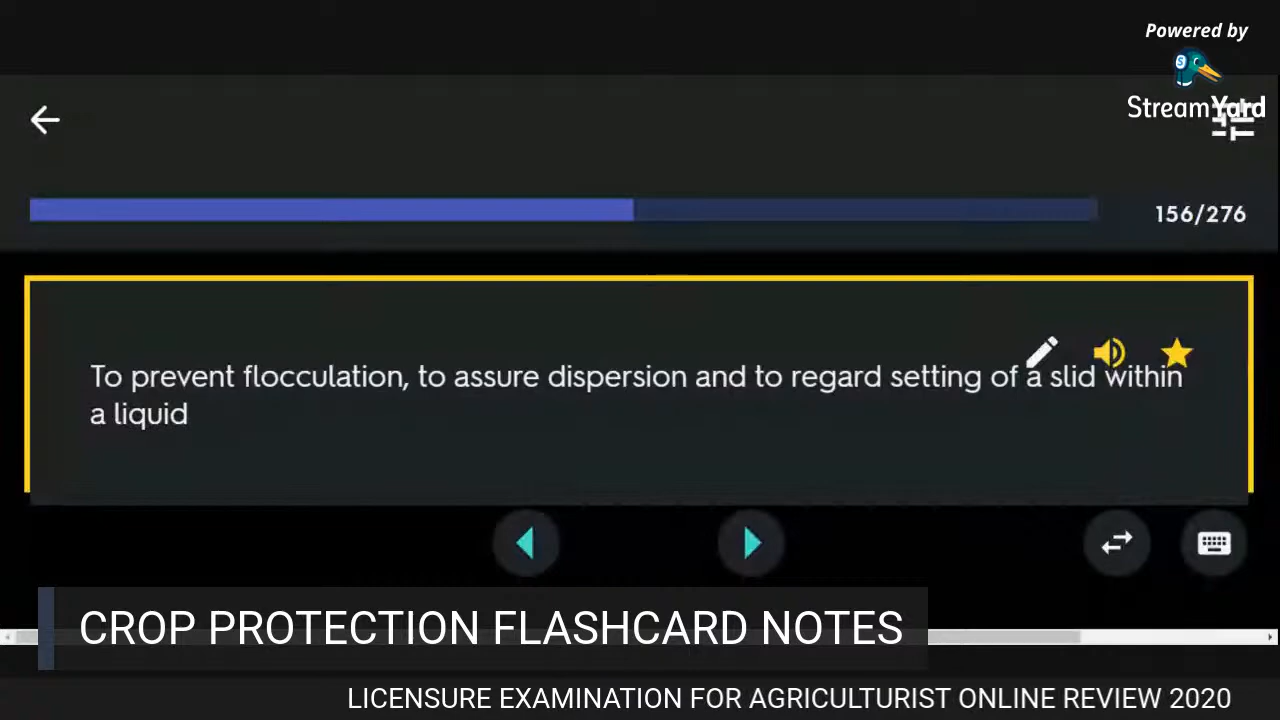 Powered by
StreamYard
156/276
To prevent flocculation, to assure dispersion and to regard setting of a slid within
a liquid
CROP PROTECTION FLASHCARD NOTES
LICENSURE EXAMINATION FOR AGRICULTURIST ONLINE REVIEW 2020